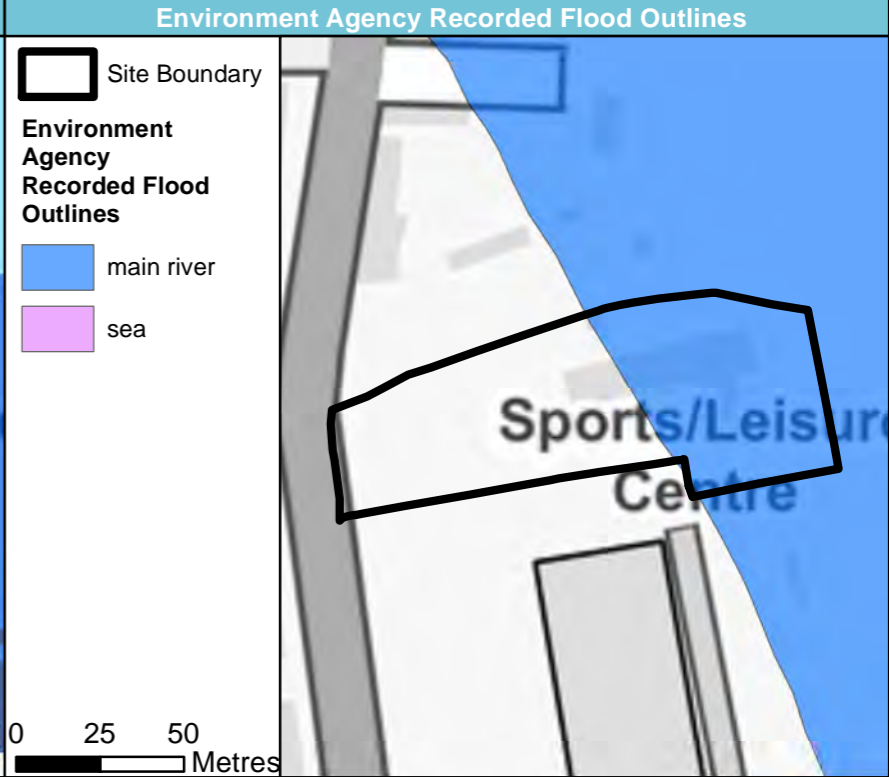 Environment Agency Recorded Flood Outlines
Site Boundary
Environment
Agency
Recorded Flood
Outlines
main river
sea
0 25 50
Metres
Sports/Leisure
Centre